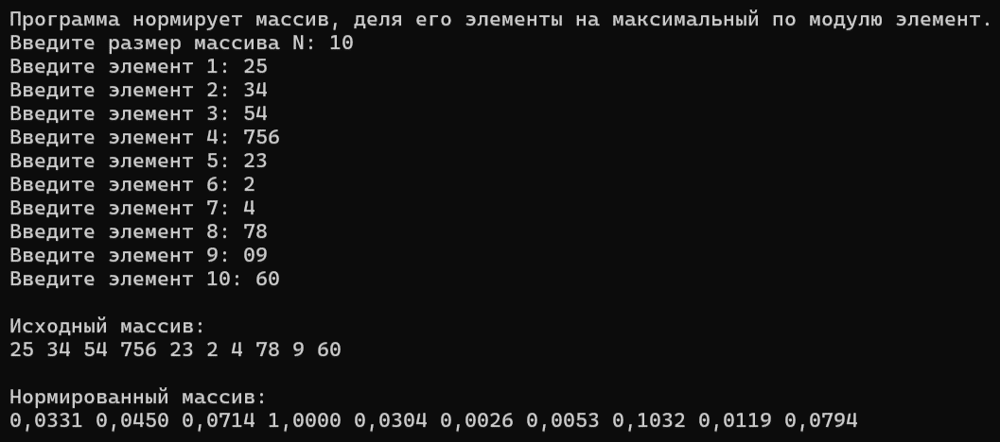 Программа нормирует массив, деля его элементы на максимальный по модулю элемент.
Введите размер массива N: 10
Введите элемент 1: 25
Введите элемент 2: 34
Введите элемент 3: 54
Введите элемент 4: 756
Введите элемент 5: 23
Введите элемент 6: 2
Введите элемент 7: 4
Введите элемент 8: 78
Введите элемент 9: 09
Введите элемент 10: 60
Исходный массив:
25 34 54 756 23 2 4 78 9 60
Нормированный массив:
0,0331 0,0450 0,0714 1,0000 0,0304 0,0026 0,0053 0,1032 0,0119 0,0794